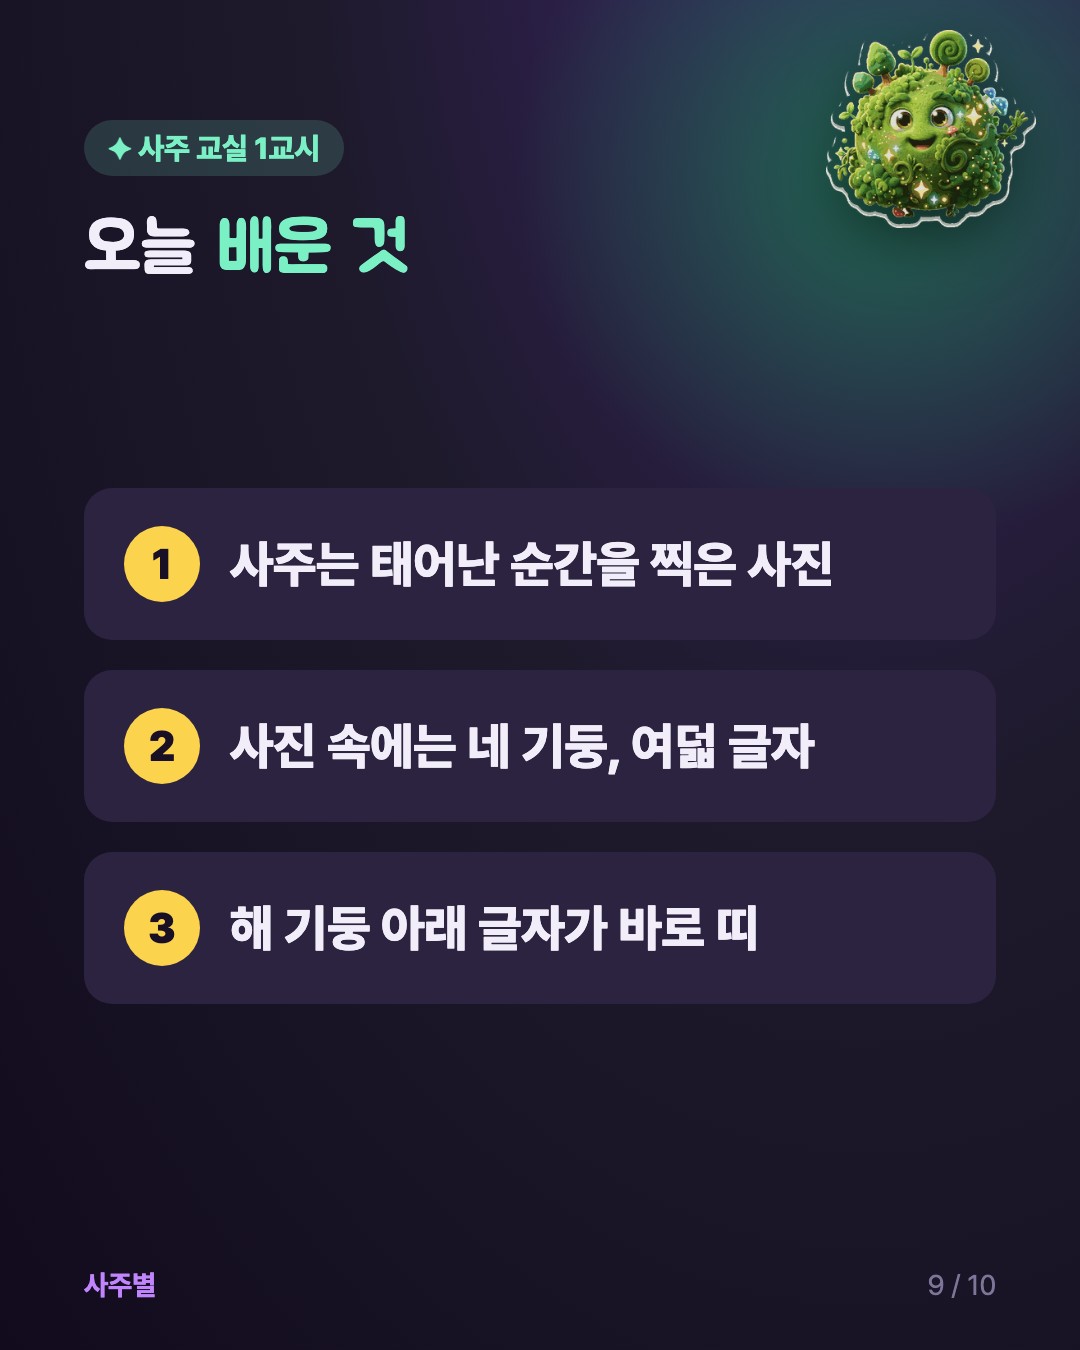 ✦ 사주 교실 1교시
오늘 배운 것
1 사주는 태어난 순간을 찍은 사진
2 사진 속에는 네 기둥, 여덟 글자
3 해 기둥 아래 글자가 바로 띠
사주별
9 / 10